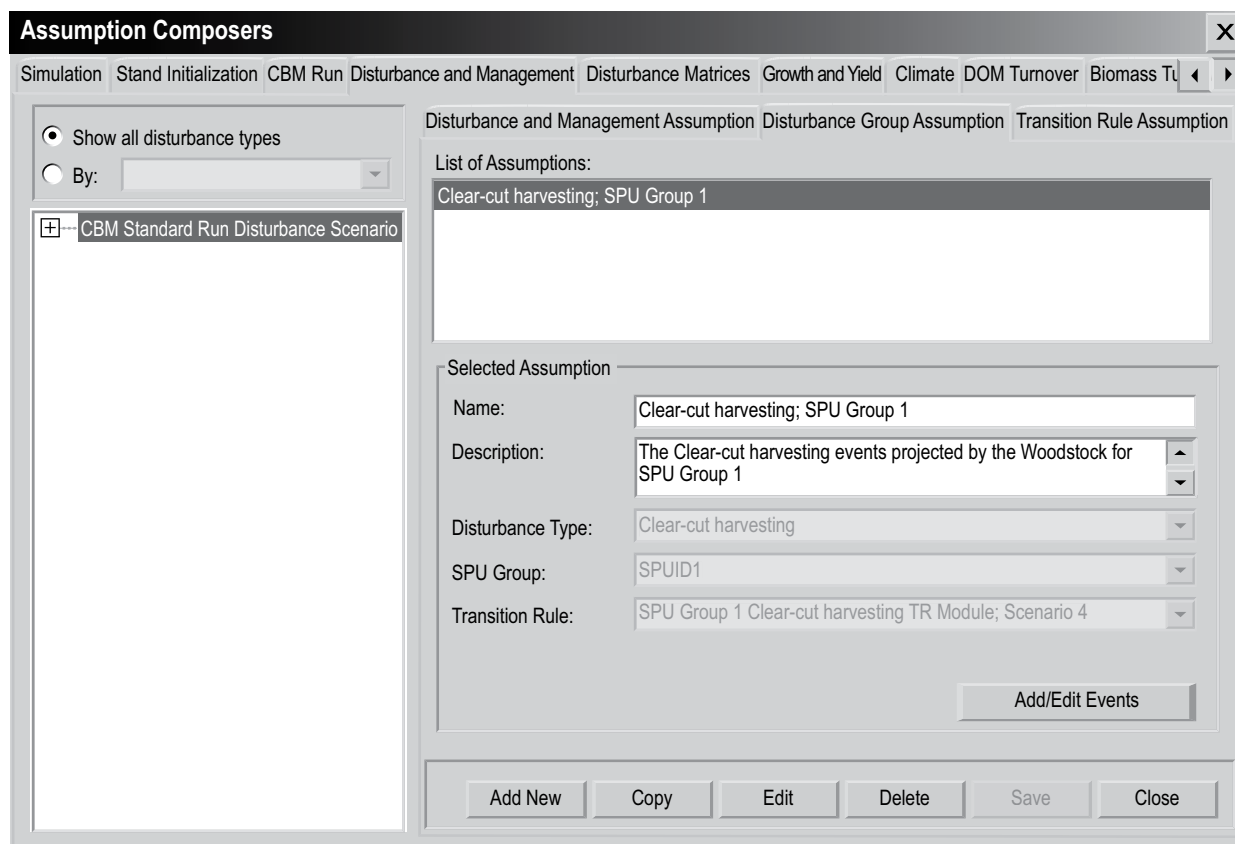 Assumption Composers
X
Simulation Stand Initialization CBM Run Disturbance and Management Disturbance Matrices Growth and Yield Climate DOM Turnover Biomass Tu
Show all disturbance types
By:
CBM Standard Run Disturbance Scenario
Disturbance and Management Assumption Disturbance Group Assumption Transition Rule Assumption
List of Assumptions:
Clear-cut harvesting; SPU Group 1
Selected Assumption
Name:
Clear-cut harvesting; SPU Group 1
Description:
The Clear-cut harvesting events projected by the Woodstock for
SPU Group 1
Disturbance Type:
Clear-cut harvesting
SPU Group:
SPUID1
Transition Rule:
SPU Group 1 Clear-cut harvesting TR Module; Scenario 4
Add/Edit Events
Add New Copy Edit Delete Save Close